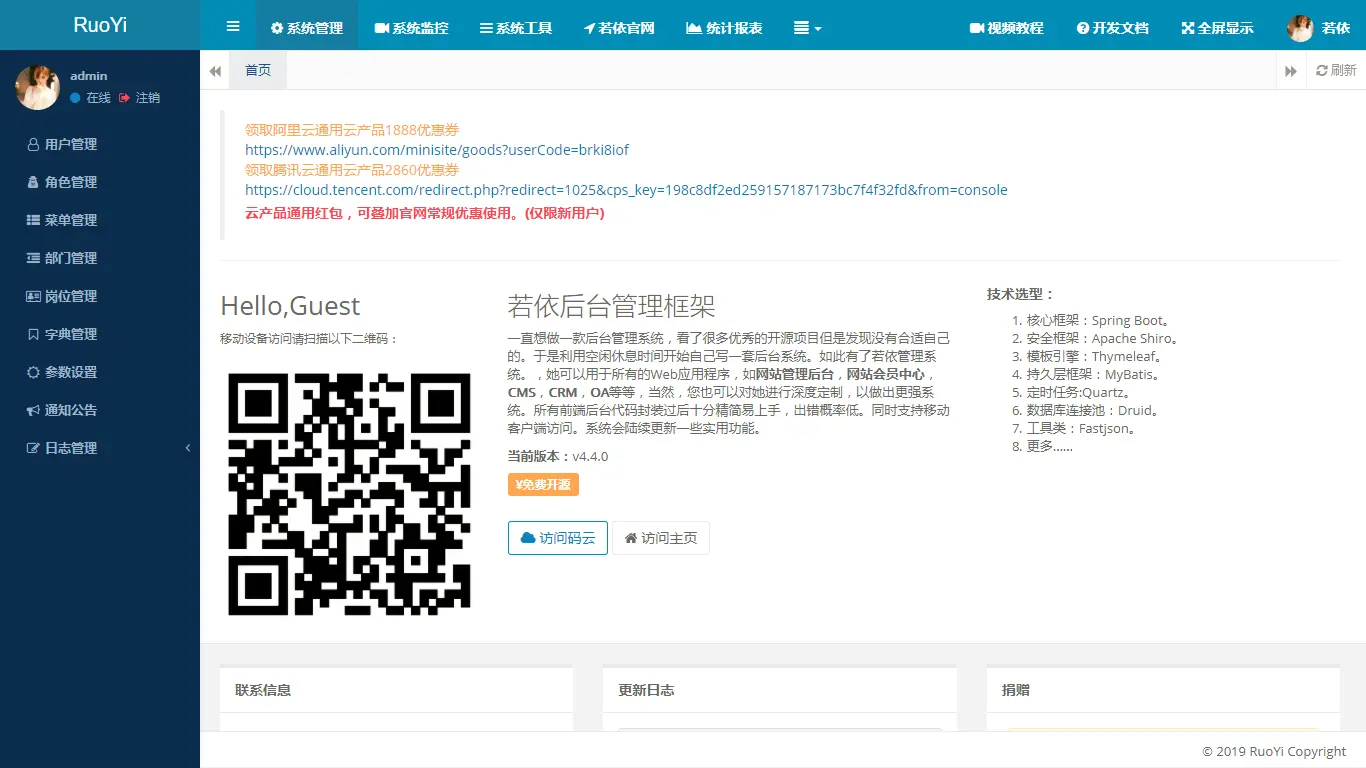 RuoYi
系统管理
系统监控
系统工具
若依官网
统计报表
视频教程
开发文档
全屏显示
若依
admin
在线
注销
首页
刷新
用户管理
角色管理
菜单管理
部门管理
岗位管理
字典管理
参数设置
通知公告
日志管理
领取阿里云通用云产品1888优惠券
https://www.aliyun.com/minisite/goods?userCode=brki8iof
领取腾讯云通用云产品2860优惠券
https://cloud.tencent.com/redirect.php?redirect=1025&cps_key=198c8df2ed259157187173bc7f4f32fd&from=console
云产品通用红包，可叠加官网常规优惠使用。(仅限新用户)
Hello,Guest
移动设备访问请扫描以下二维码：
若依后台管理框架
一直想做一款后台管理系统，看了很多优秀的开源项目但是发现没有合适自己
的。于是利用空闲休息时间开始自己写一套后台系统。如此有了若依管理系
统。，她可以用于所有的Web应用程序，如网站管理后台，网站会员中心，
CMS，CRM，OA等等，当然，您也可以对她进行深度定制，以做出更强系
统。所有前端后台代码封装过后十分精简易上手，出错概率低。同时支持移动
客户端访问。系统会陆续更新一些实用功能。
当前版本：v4.4.0
¥免费开源
访问码云
访问主页
技术选型：
1. 核心框架：Spring Boot。
2. 安全框架：Apache Shiro。
3. 模板引擎：Thymeleaf。
4. 持久层框架：MyBatis。
5. 定时任务:Quartz。
6. 数据库连接池：Druid。
7. 工具类：Fastjson。
8. 更多……
联系信息
更新日志
捐赠
© 2019 RuoYi Copyright